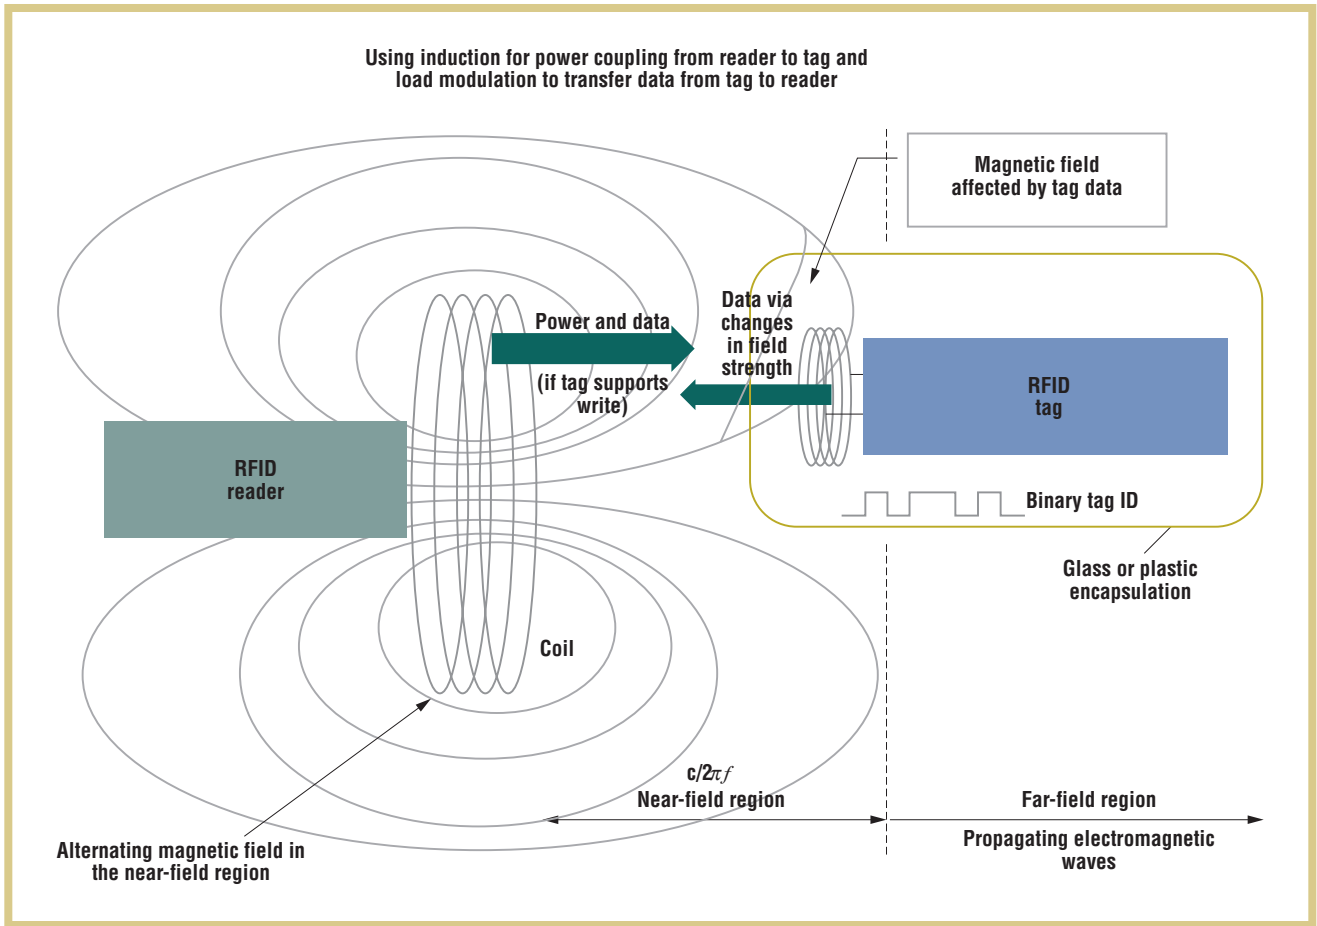 Using induction for power coupling from reader to tag and
load modulation to transfer data from tag to reader
Magnetic field
affected by tag data
Data via
changes
in field
strength
Power and data
(if tag supports
write)
RFID
tag
RFID
reader
Binary tag ID
Glass or plastic
encapsulation
Coil
c/2πf
Near-field region
Far-field region
Propagating electromagnetic
waves
Alternating magnetic field in
the near-field region